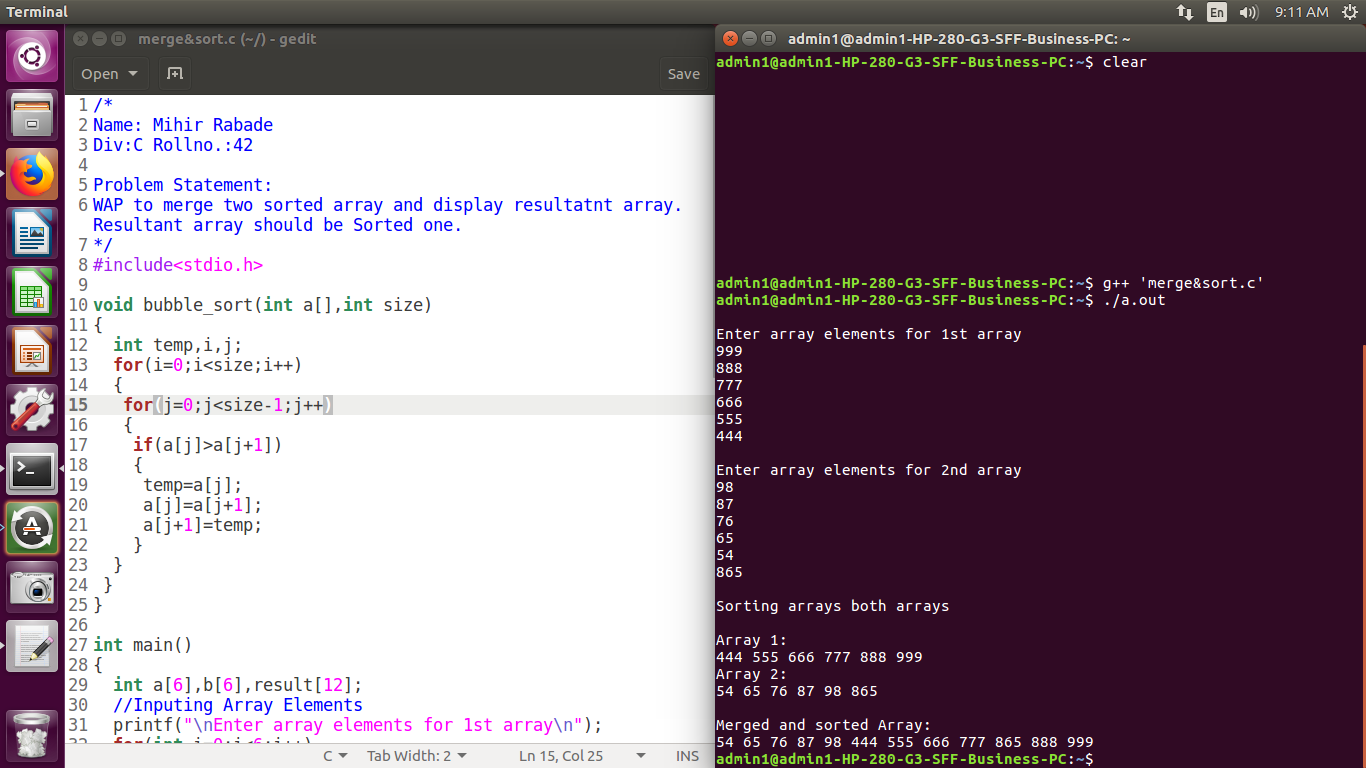 Terminal
En
9:11 AM
merge&sort.c (~/) - gedit
Open
Save
1 /*
2 Name: Mihir Rabade
3 Div:C Rollno.:42
4
5 Problem Statement:
6 WAP to merge two sorted array and display resultatnt array.
Resultant array should be Sorted one.
7 */
8 #include<stdio.h>
9
10 void bubble_sort(int a[],int size)
11 {
12 int temp,i,j;
13 for(i=0;i<size;i++)
14 {
15 for(j=0;j<size-1;j++)
16 {
17 if(a[j]>a[j+1])
18 {
19 temp=a[j];
20 a[j]=a[j+1];
21 a[j+1]=temp;
22 }
23 }
24 }
25 }
26
27 int main()
28 {
29 int a[6],b[6],result[12];
30 //Inputing Array Elements
31 printf("\nEnter array elements for 1st array\n");
32 for(int i=0;i<6;i++)
C
Tab Width: 2
Ln 15, Col 25
INS
admin1@admin1-HP-280-G3-SFF-Business-PC: ~
admin1@admin1-HP-280-G3-SFF-Business-PC:~$ clear
admin1@admin1-HP-280-G3-SFF-Business-PC:~$ g++ 'merge&sort.c'
admin1@admin1-HP-280-G3-SFF-Business-PC:~$ ./a.out
Enter array elements for 1st array
999
888
777
666
555
444
Enter array elements for 2nd array
98
87
76
65
54
865
Sorting arrays both arrays
Array 1:
444 555 666 777 888 999
Array 2:
54 65 76 87 98 865
Merged and sorted Array:
54 65 76 87 98 444 555 666 777 865 888 999
admin1@admin1-HP-280-G3-SFF-Business-PC:~$